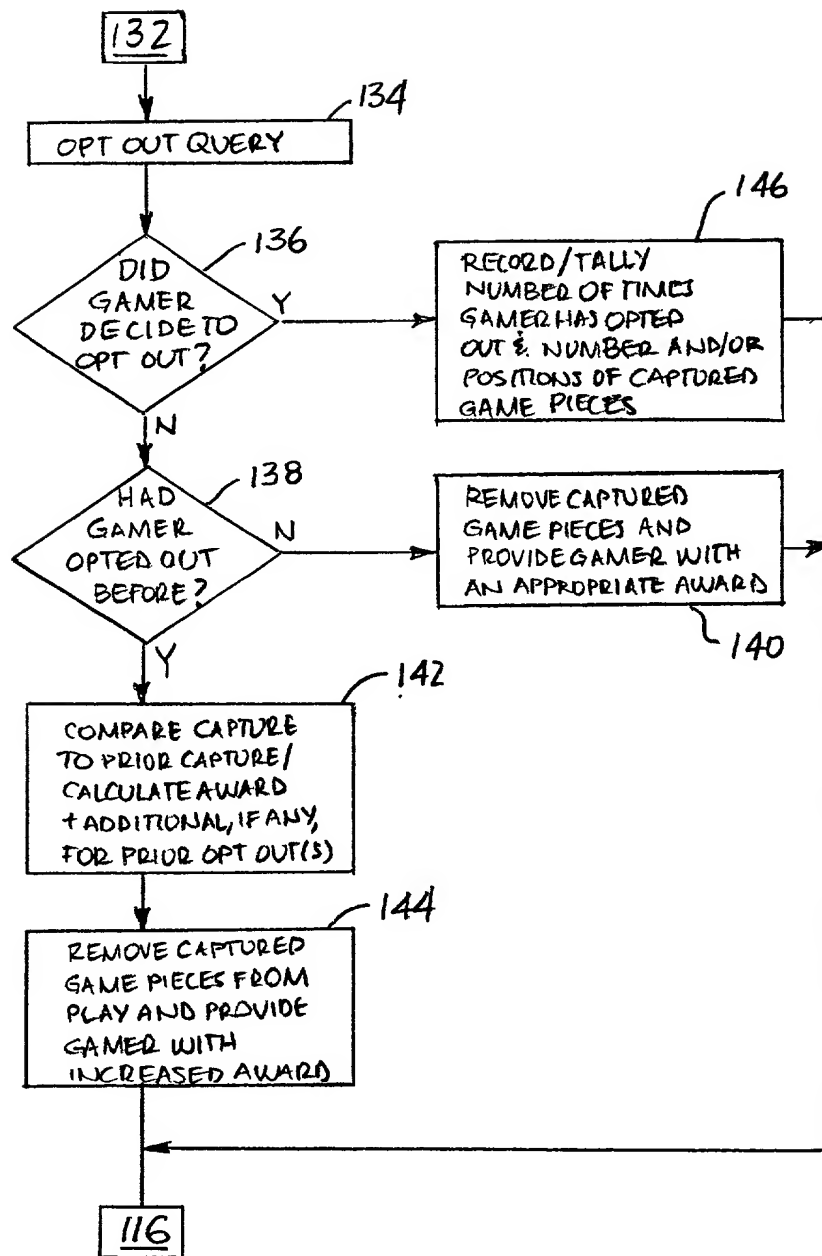 132
134
OPT OUT QUERY
136
DID
GAMER
DECIDE TO
OPT OUT?
Y
N
146
RECORD/TALLY
NUMBER OF TIMES
GAMER HAS OPTED
OUT & NUMBER AND/OR
POSITIONS OF CAPTURED
GAME PIECES
138
HAD
GAMER
OPTED OUT
BEFORE?
N
Y
REMOVE CAPTURED
GAME PIECES AND
PROVIDE GAMER WITH
AN APPROPRIATE AWARD
140
142
COMPARE CAPTURE
TO PRIOR CAPTURE/
CALCULATE AWARD
+ ADDITIONAL, IF ANY,
FOR PRIOR OPT OUT(S)
144
REMOVE CAPTURED
GAME PIECES FROM
PLAY AND PROVIDE
GAMER WITH
INCREASED AWARD
116